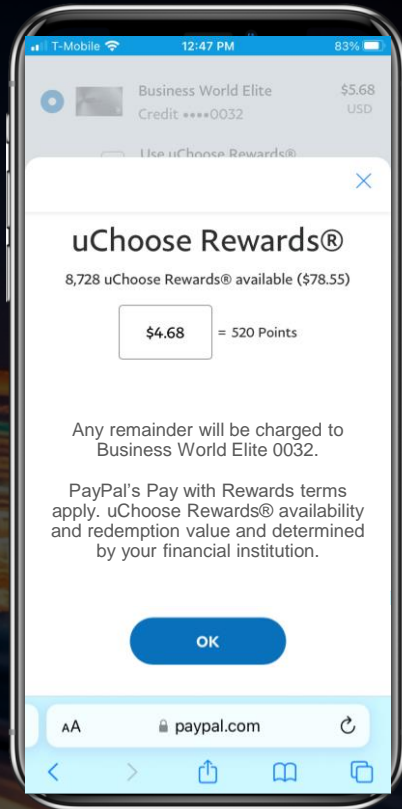 T-Mobile 12:47 PM 83%
Business World Elite $5.68
Credit ••••0032 USD
Use uChoose Rewards®
uChoose Rewards®
8,728 uChoose Rewards® available ($78.55)
$4.68 = 520 Points
Any remainder will be charged to
Business World Elite 0032.
PayPal’s Pay with Rewards terms
apply. uChoose Rewards® availability
and redemption value and determined
by your financial institution.
OK
AA paypal.com